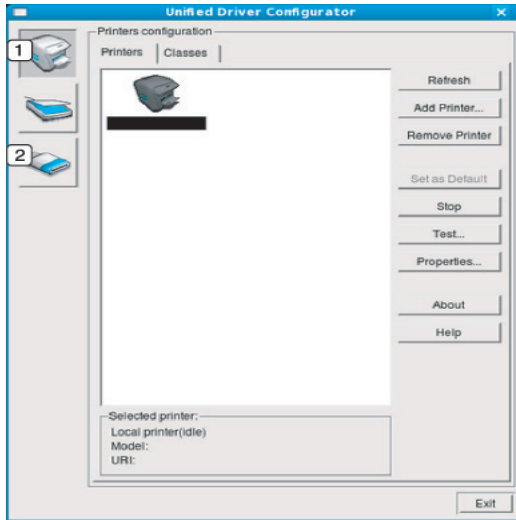 Unified Driver Configurator
Printers configuration
1
Printers
Classes
Refresh
Add Printer...
Remove Printer
2
Set as Default
Stop
Test...
Properties...
About
Help
Selected printer:
Local printer(idle)
Model:
URI:
Exit